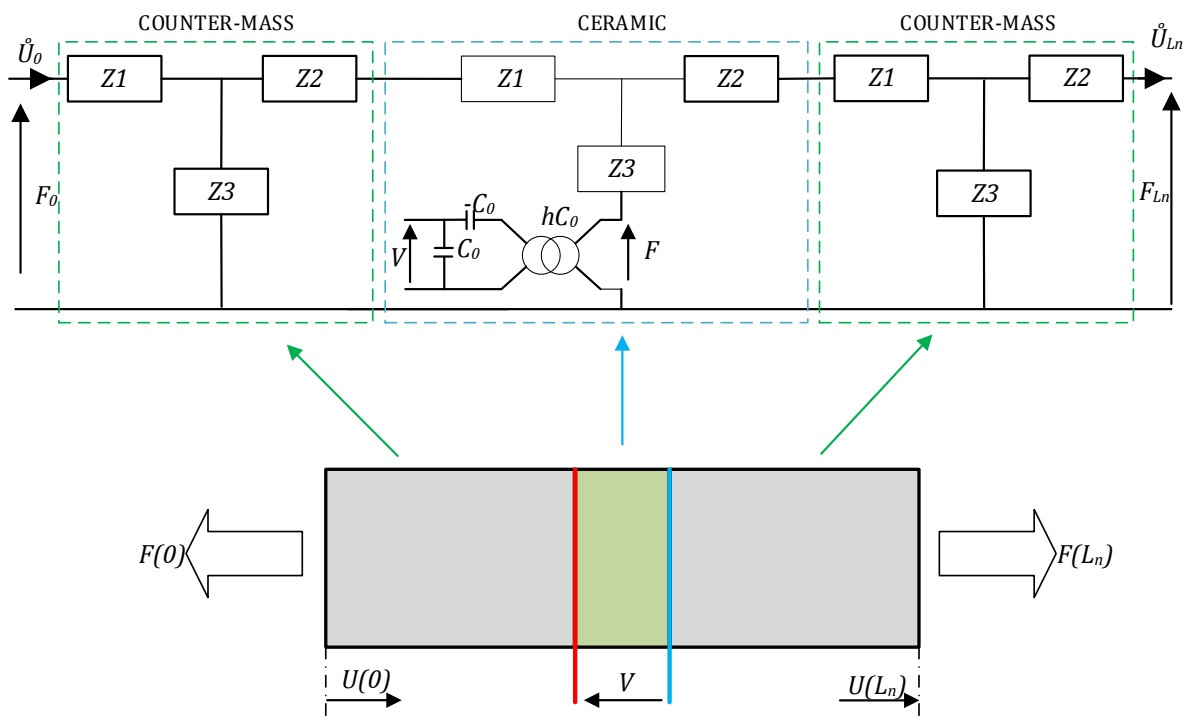 COUNTER-MASS CERAMIC COUNTER-MASS
Ů₀ Z1 Z2 Z1 Z2 Z1 Z2 ŮLn
F₀ Z3 Z3 Z3 FLn
-C₀ hC₀
V C₀ F
F(0) F(Ln)
U(0) V U(Ln)